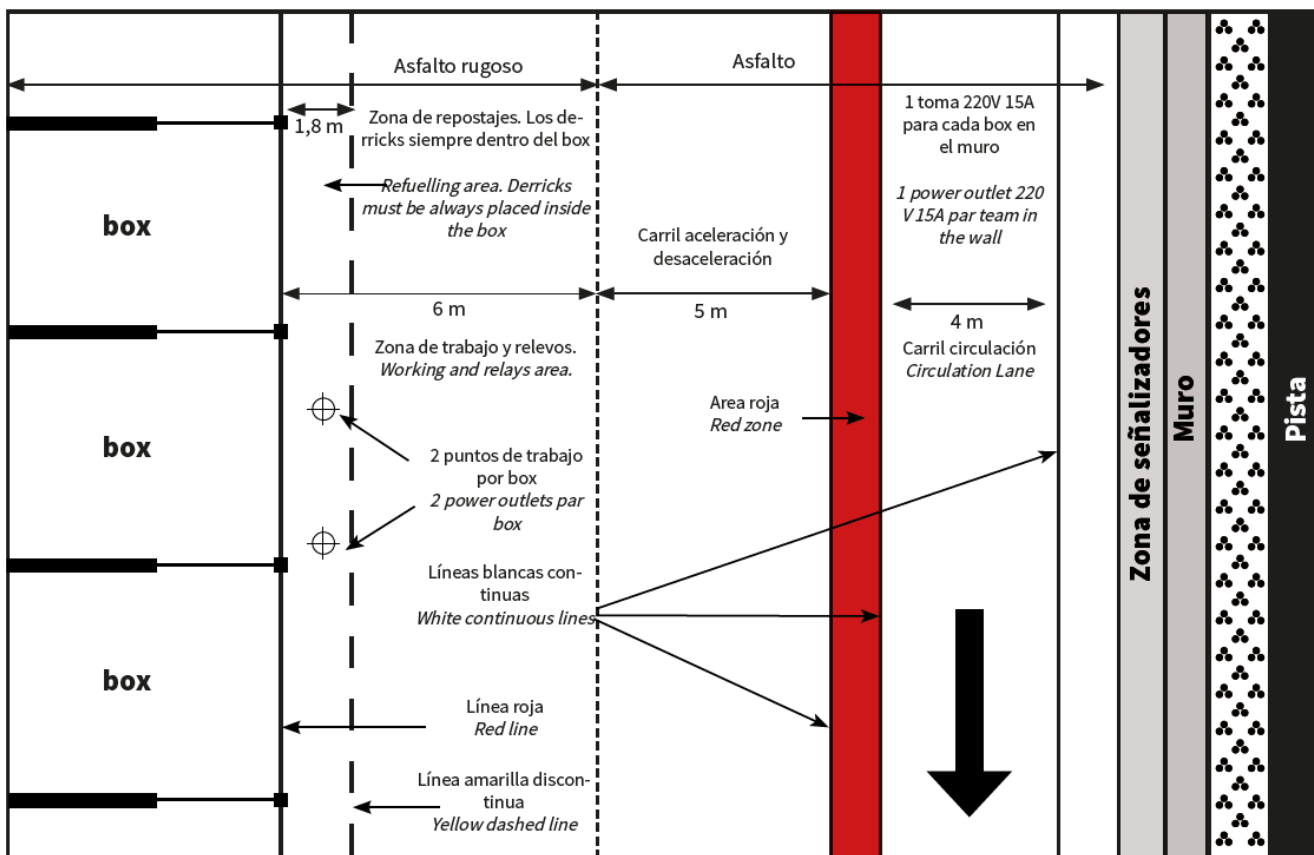 Asfalto rugoso
Asfalto
1,8 m
Zona de repostajes. Los de-
rricks siempre dentro del box
Refuelling area. Derricks
must be always placed inside
the box
1 toma 220V 15A
para cada box en
el muro
1 power outlet 220
V 15A par team in
the wall
box
Carril aceleración y
desaceleración
6 m
5 m
4 m
Carril circulación
Circulation Lane
Zona de trabajo y relevos.
Working and relays area.
Area roja
Red zone
box
2 puntos de trabajo
por box
2 power outlets par
box
Líneas blancas con-
tinuas
White continuous lines
box
Línea roja
Red line
Línea amarilla discon-
tinua
Yellow dashed line
Zona de señalizadores
Muro
Pista